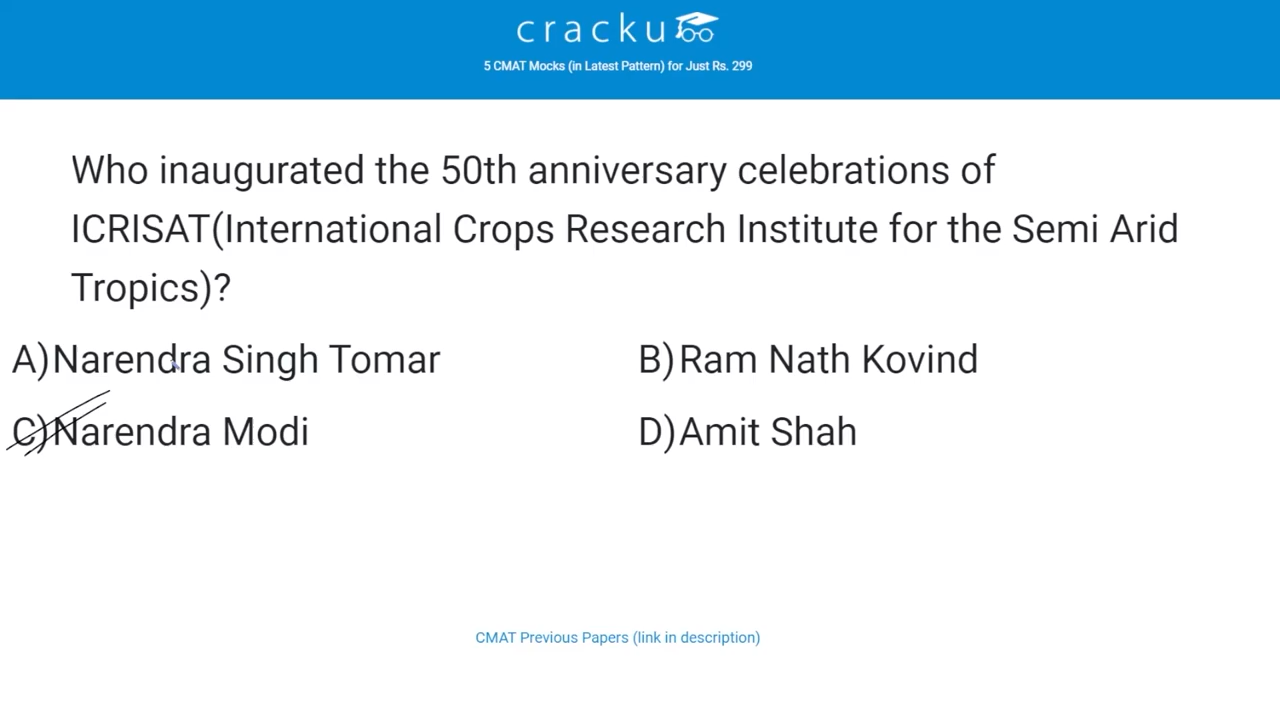 cracku
5 CMAT Mocks (in Latest Pattern) for Just Rs. 299
Who inaugurated the 50th anniversary celebrations of
ICRISAT(International Crops Research Institute for the Semi Arid
Tropics)?
A)Narendra Singh Tomar
B)Ram Nath Kovind
C)Narendra Modi
D)Amit Shah
CMAT Previous Papers (link in description)